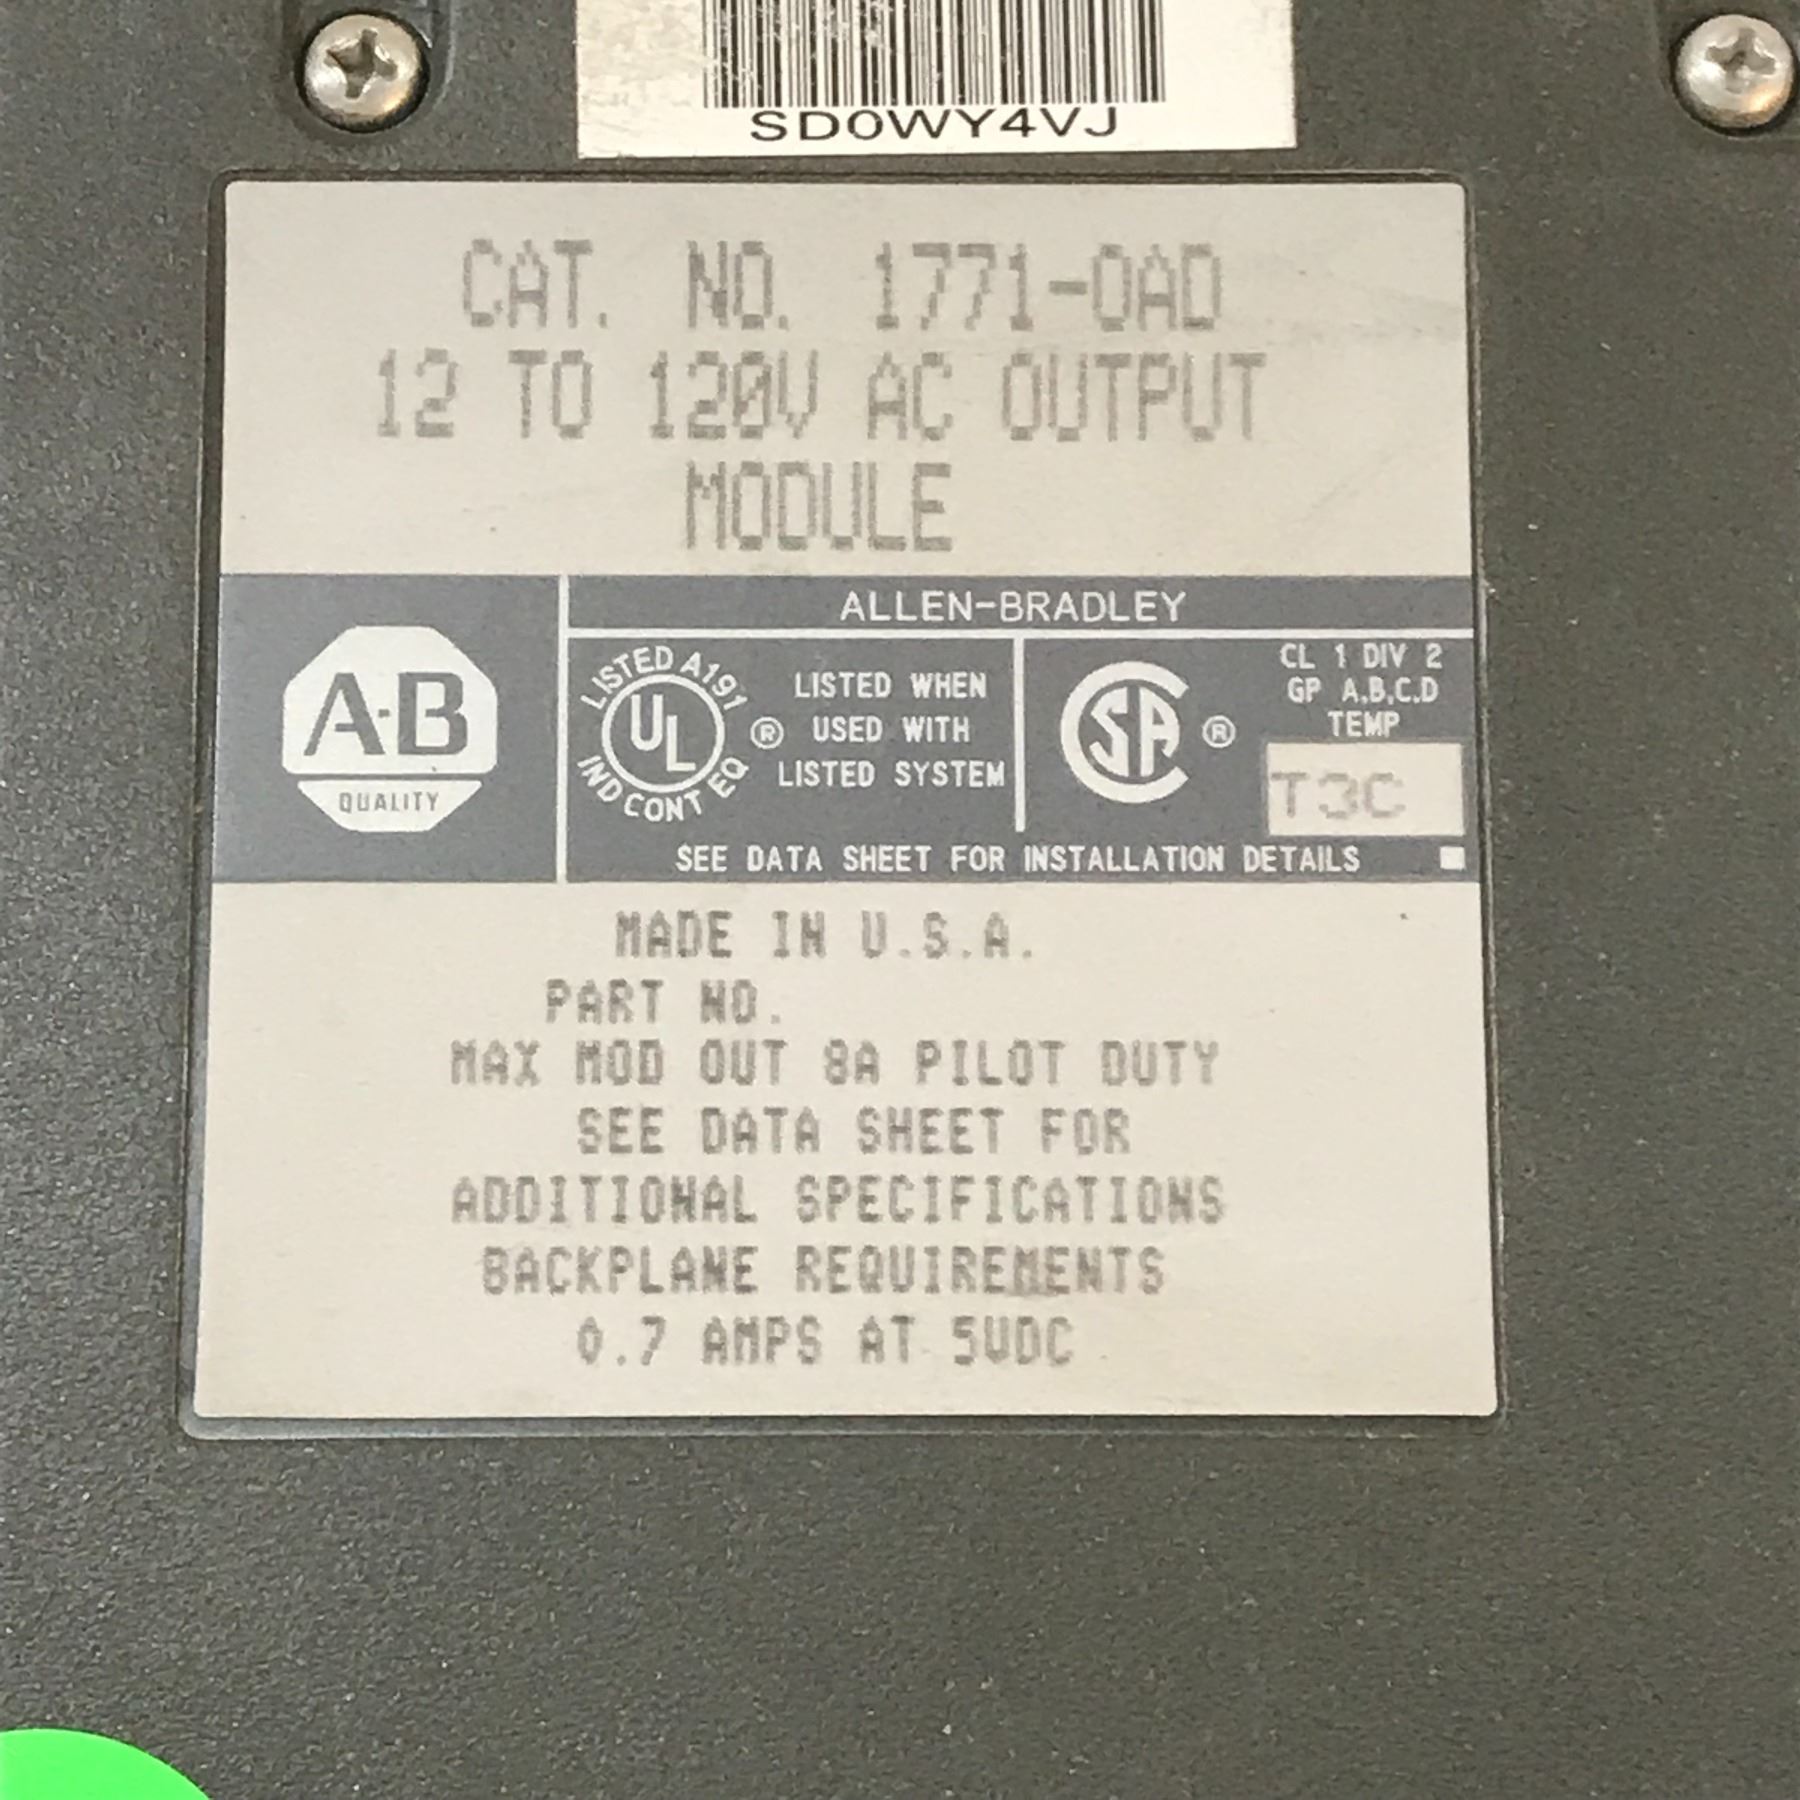 SD0WY4VJ
CAT. NO. 1771-OAD
12 TO 120V AC OUTPUT
MODULE
ALLEN-BRADLEY
A-B
QUALITY
LISTED A191
UL
IND CONT EQ
®
LISTED WHEN
USED WITH
LISTED SYSTEM
SA
®
CL 1 DIV 2
GP A,B,C,D
TEMP
T3C
SEE DATA SHEET FOR INSTALLATION DETAILS
MADE IN U.S.A.
PART NO.
MAX MOD OUT 8A PILOT DUTY
SEE DATA SHEET FOR
ADDITIONAL SPECIFICATIONS
BACKPLANE REQUIREMENTS
0.7 AMPS AT 5VDC